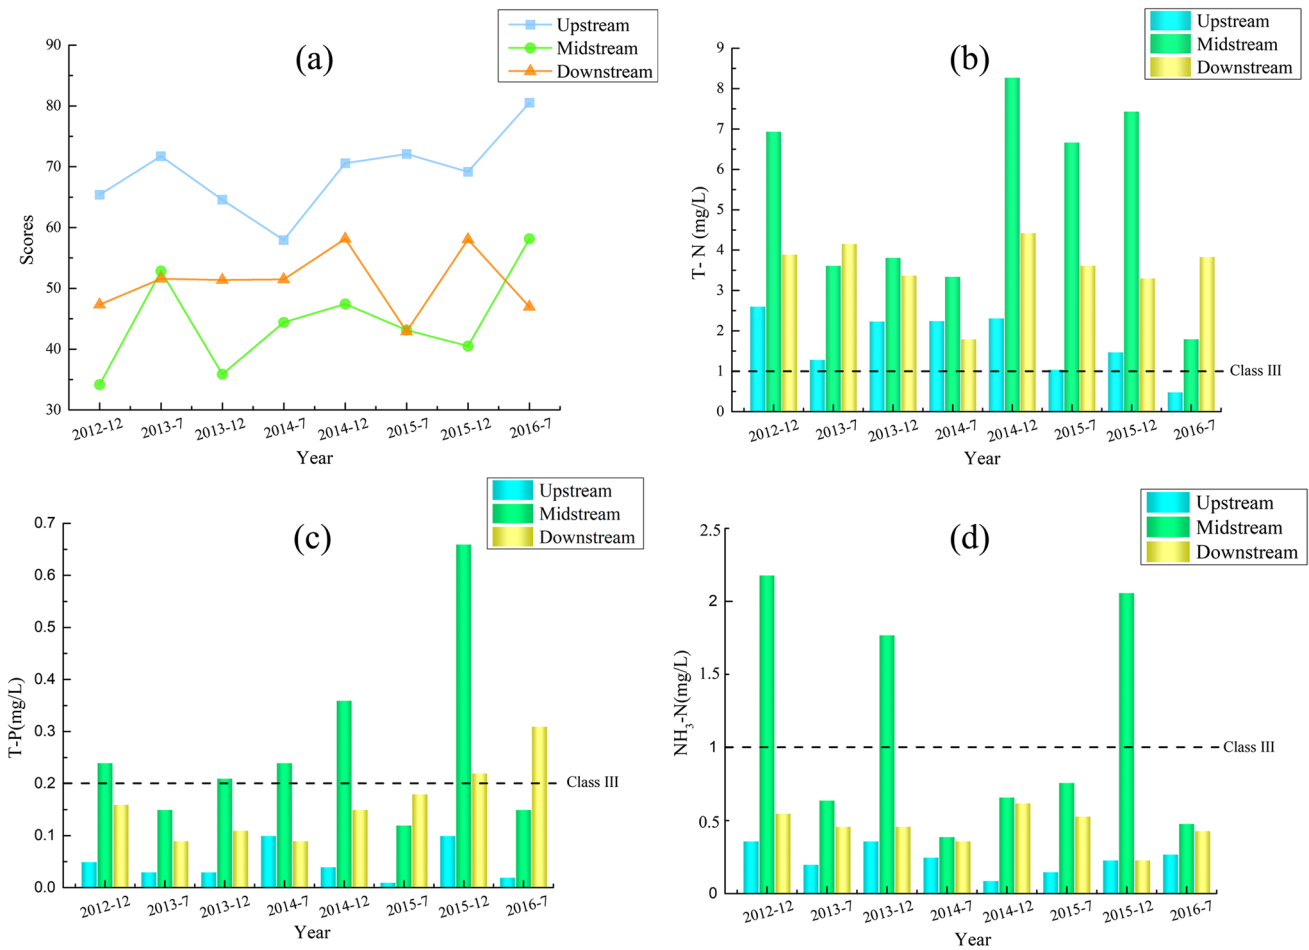 (a)
Upstream
Midstream
Downstream
90
80
70
60
50
40
30
Scores
2012-12 2013-7 2013-12 2014-7 2014-12 2015-7 2015-12 2016-7
Year
(b)
Upstream
Midstream
Downstream
9
8
7
6
5
4
3
2
1
0
T- N (mg/L)
Class III
2012-12 2013-7 2013-12 2014-7 2014-12 2015-7 2015-12 2016-7
Year
(c)
Upstream
Midstream
Downstream
0.7
0.6
0.5
0.4
0.3
0.2
0.1
0.0
T-P(mg/L)
Class III
2012-12 2013-7 2013-12 2014-7 2014-12 2015-7 2015-12 2016-7
Year
(d)
Upstream
Midstream
Downstream
2.5
2
1.5
1
0.5
0
NH3-N(mg/L)
Class III
2012-12 2013-7 2013-12 2014-7 2014-12 2015-7 2015-12 2016-7
Year